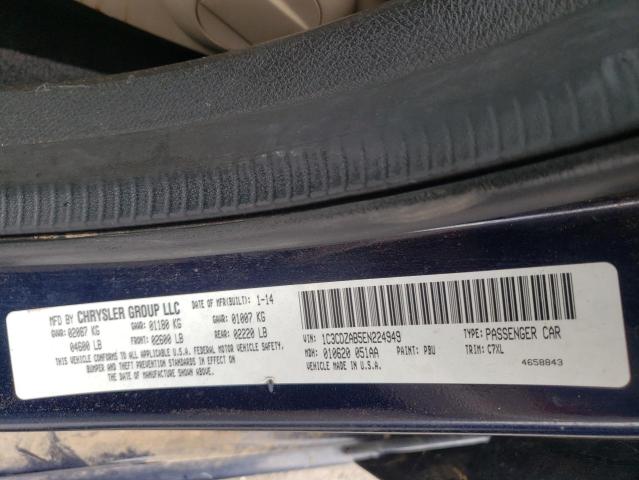 MFD BY CHRYSLER GROUP LLC DATE OF MFR(BUILT): 1-14
GVWR: 02087 KG GAWR: 01180 KG GAWR: 01007 KG
04600 LB FRONT: 02600 LB REAR: 02220 LB
THIS VEHICLE CONFORMS TO ALL APPLICABLE U.S.A. FEDERAL MOTOR VEHICLE SAFETY,
BUMPER AND THEFT PREVENTION STANDARDS IN EFFECT ON
THE DATE OF MANUFACTURE SHOWN ABOVE.
VIN: 1C3CDZAB5EN224949 TYPE: PASSENGER CAR
MDH: 010620 051AA PAINT: PBU TRIM: C7XL
VEHICLE MADE IN U.S.A. 4658843